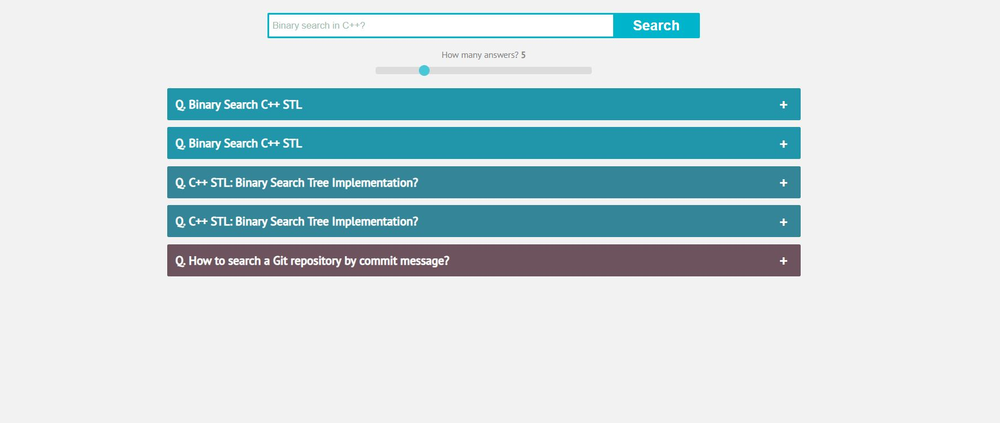 Binary search in C++?
Search
How many answers? 5
Q. Binary Search C++ STL
+
Q. Binary Search C++ STL
+
Q. C++ STL: Binary Search Tree Implementation?
+
Q. C++ STL: Binary Search Tree Implementation?
+
Q. How to search a Git repository by commit message?
+